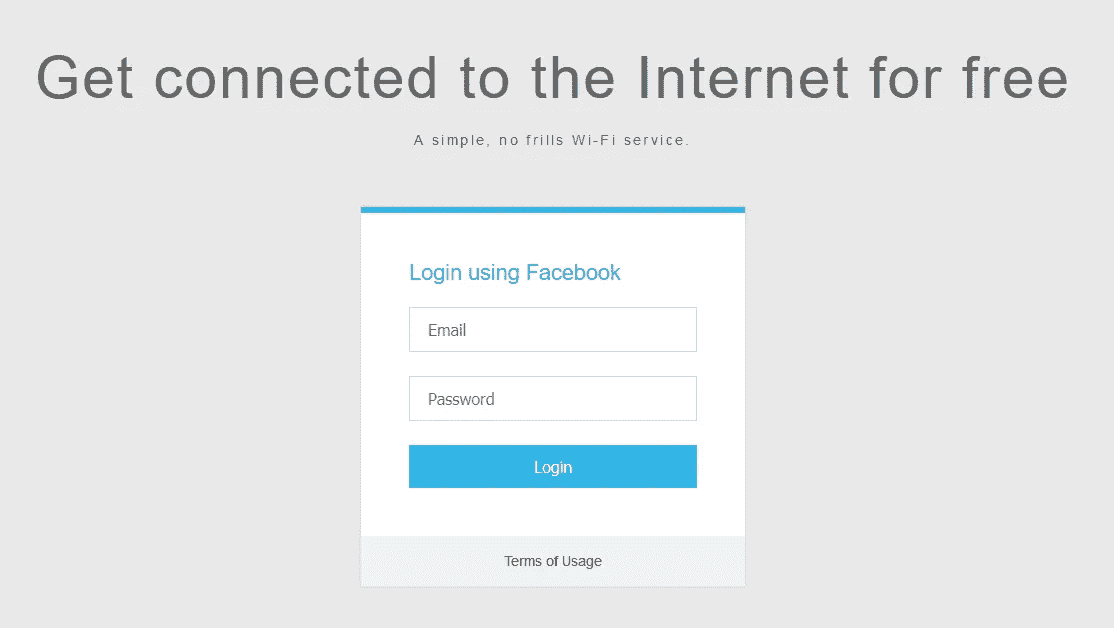 Get connected to the Internet for free
A simple, no frills Wi-Fi service.
Login using Facebook
Email
Password
Login
Terms of Usage